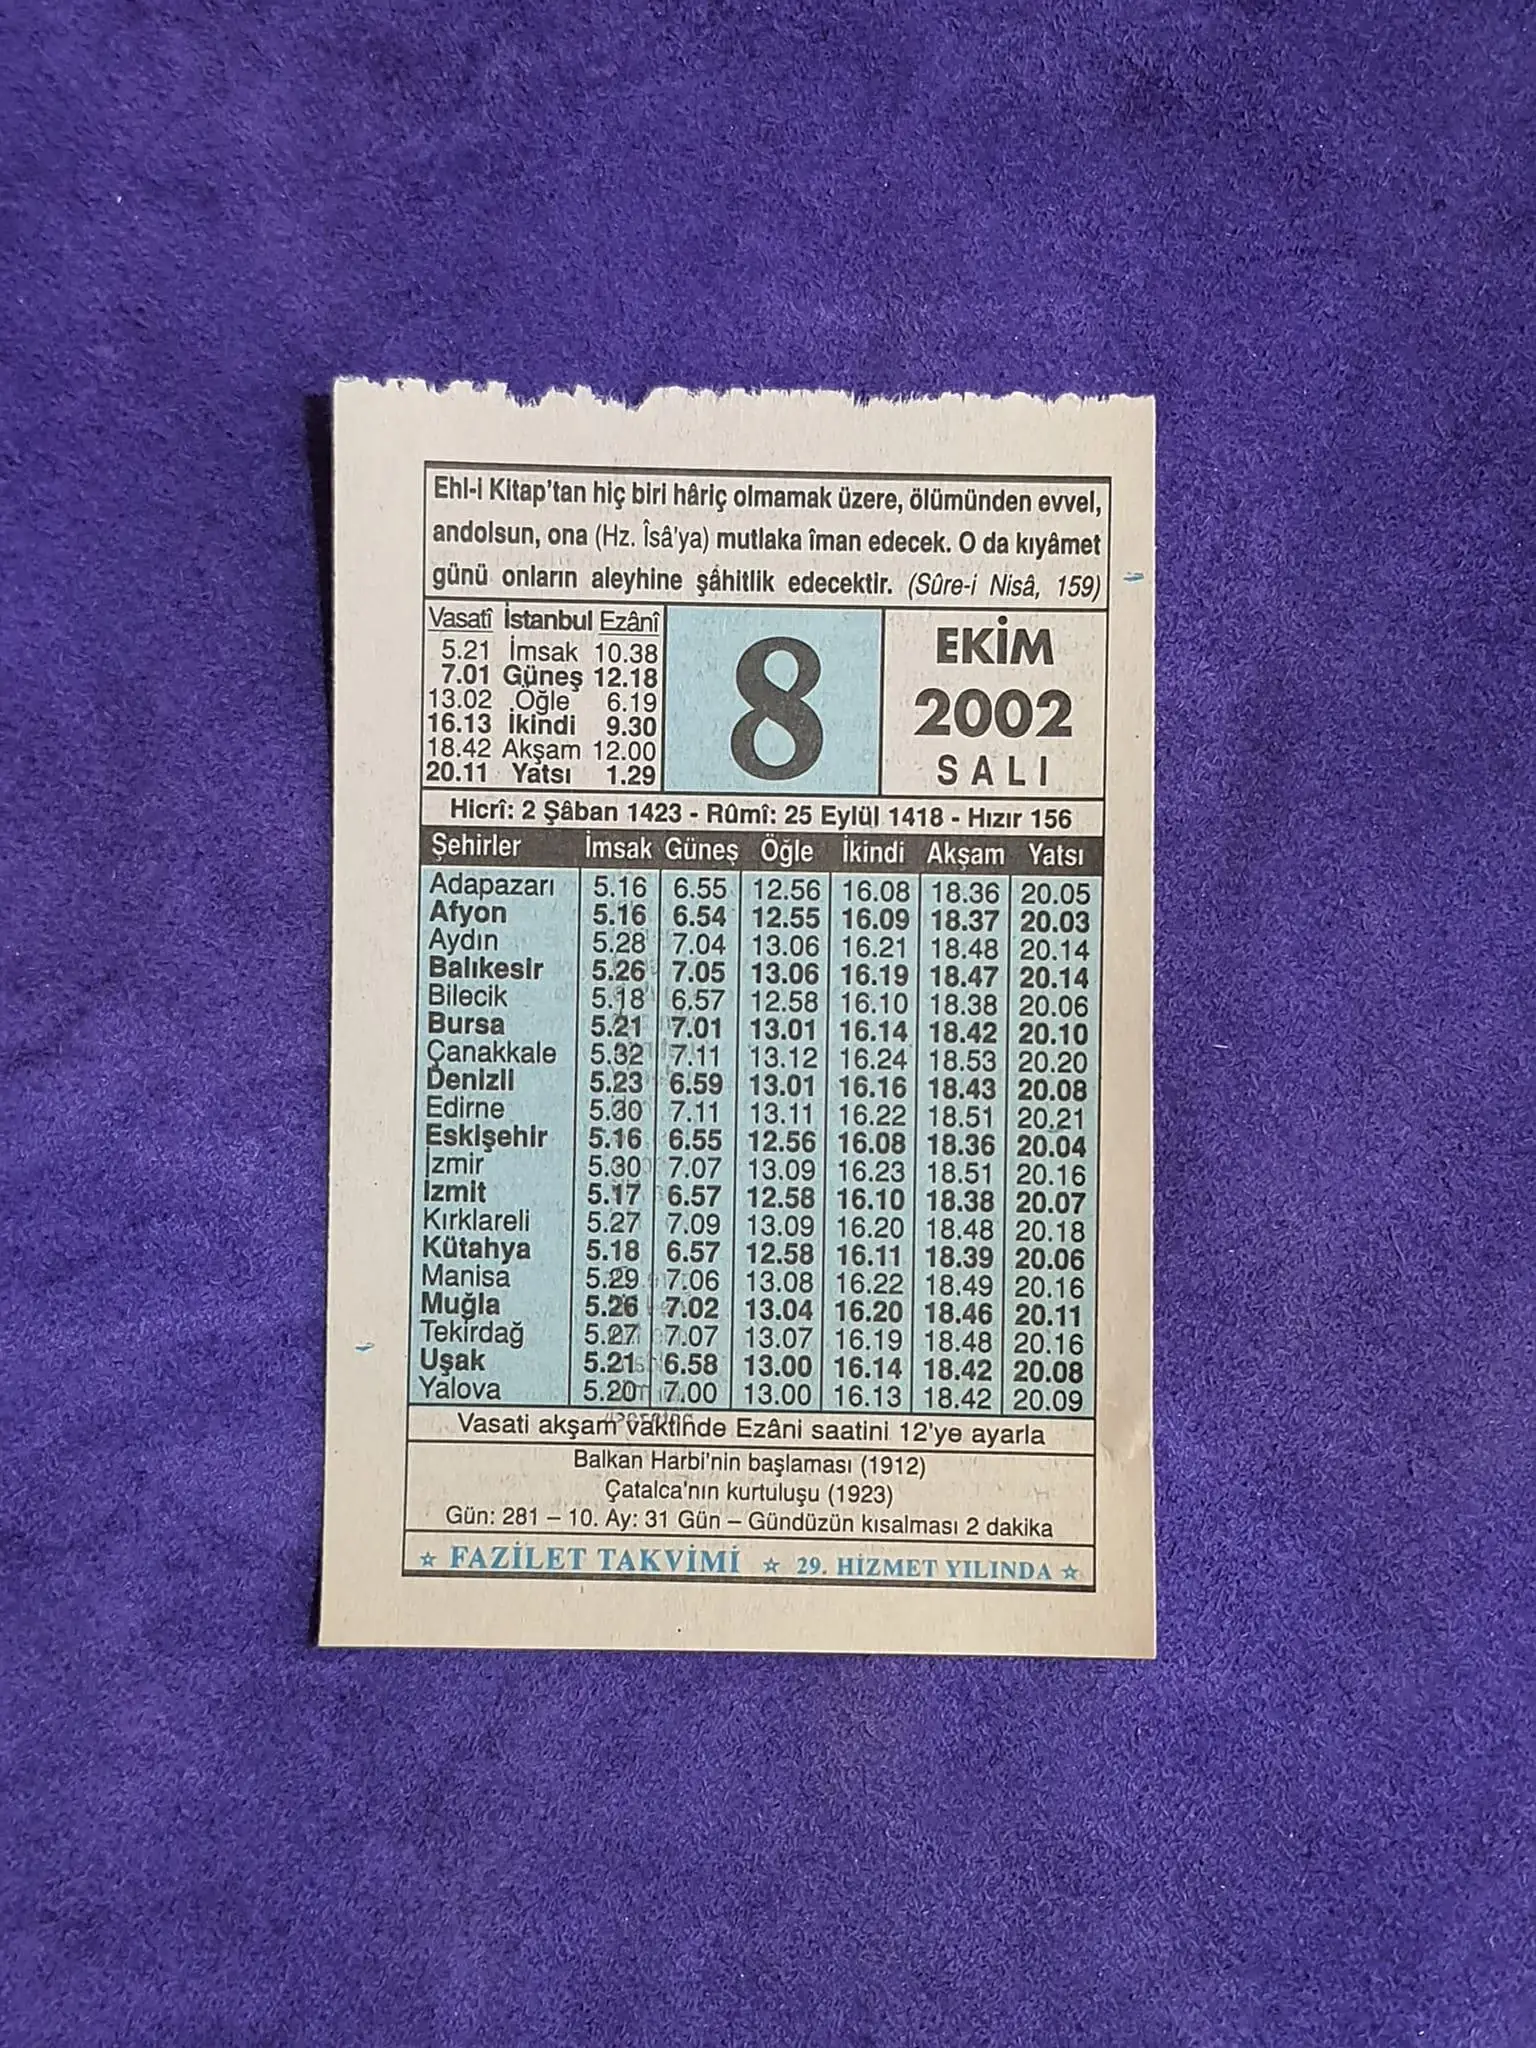 Ehl-i Kitap'tan hiç biri hâriç olmamak üzere, ölümünden evvel,
andolsun, ona (Hz. Îsâ'ya) mutlaka îman edecek. O da kıyâmet
günü onların aleyhine şâhitlik edecektir. (Sûre-i Nisâ, 159)
Vasatî İstanbul Ezânî
5.21 İmsak 10.38
7.01 Güneş 12.18
13.02 Öğle 6.19
16.13 İkindi 9.30
18.42 Akşam 12.00
20.11 Yatsı 1.29
8
EKİM
2002
SALI
Hicrî: 2 Şâban 1423 - Rûmî: 25 Eylül 1418 - Hızır 156
Şehirler İmsak Güneş Öğle İkindi Akşam Yatsı
Adapazarı 5.16 6.55 12.56 16.08 18.36 20.05
Afyon 5.16 6.54 12.55 16.09 18.37 20.03
Aydın 5.28 7.04 13.06 16.21 18.48 20.14
Balıkesir 5.26 7.05 13.06 16.19 18.47 20.14
Bilecik 5.18 6.57 12.58 16.10 18.38 20.06
Bursa 5.21 7.01 13.01 16.14 18.42 20.10
Çanakkale 5.32 7.11 13.12 16.24 18.53 20.20
Denizli 5.23 6.59 13.01 16.16 18.43 20.08
Edirne 5.30 7.11 13.11 16.22 18.51 20.21
Eskişehir 5.16 6.55 12.56 16.08 18.36 20.04
İzmir 5.30 7.07 13.09 16.23 18.51 20.16
İzmit 5.17 6.57 12.58 16.10 18.38 20.07
Kırklareli 5.27 7.09 13.09 16.20 18.48 20.18
Kütahya 5.18 6.57 12.58 16.11 18.39 20.06
Manisa 5.29 7.06 13.08 16.22 18.49 20.16
Muğla 5.26 7.02 13.04 16.20 18.46 20.11
Tekirdağ 5.27 7.07 13.07 16.19 18.48 20.16
Uşak 5.21 6.58 13.00 16.14 18.42 20.08
Yalova 5.20 7.00 13.00 16.13 18.42 20.09
Vasati akşam vaktinde Ezâni saatini 12'ye ayarla
Balkan Harbi'nin başlaması (1912)
Çatalca'nın kurtuluşu (1923)
Gün: 281 – 10. Ay: 31 Gün – Gündüzün kısalması 2 dakika
☆ FAZİLET TAKVİMİ ☆ 29. HİZMET YILINDA ☆